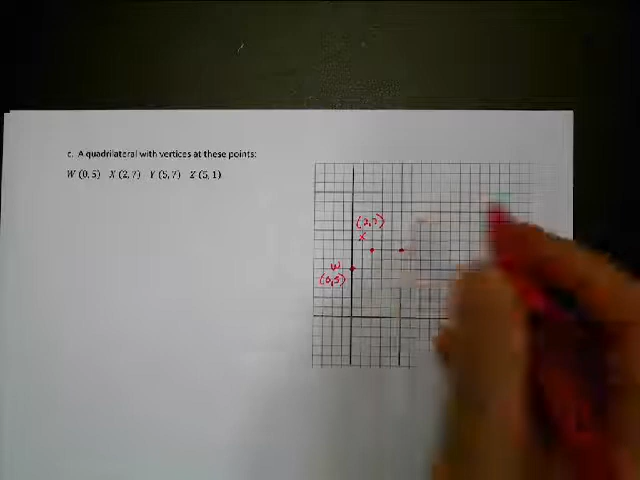 c. A quadrilateral with vertices at these points:
W (0, 5) X (2, 7) Y (5, 7) Z (5, 1)
(2, 7)
X
W
(0, 5)